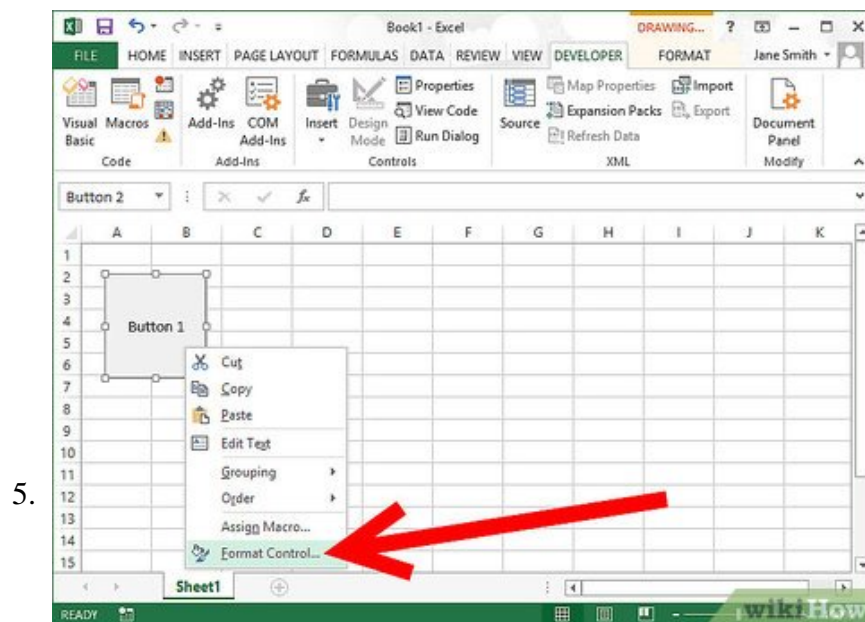 Book1 - Excel
DRAWING...
?
FILE HOME INSERT PAGE LAYOUT FORMULAS DATA REVIEW VIEW DEVELOPER FORMAT Jane Smith
Visual Basic
Macros
Code
Add-Ins
COM Add-Ins
Add-Ins
Insert
Design Mode
Properties
View Code
Run Dialog
Controls
Source
Map Properties
Expansion Packs
Refresh Data
Import
Export
XML
Document Panel
Modify
Button 2
fx
A B C D E F G H I J K
1
2
3
4
5
6
7
8
9
10
11
12
13
14
15
Button 1
Cut
Copy
Paste
Edit Text
Grouping
Order
Assign Macro...
Format Control...
5.
Sheet1
READY
wikiHow